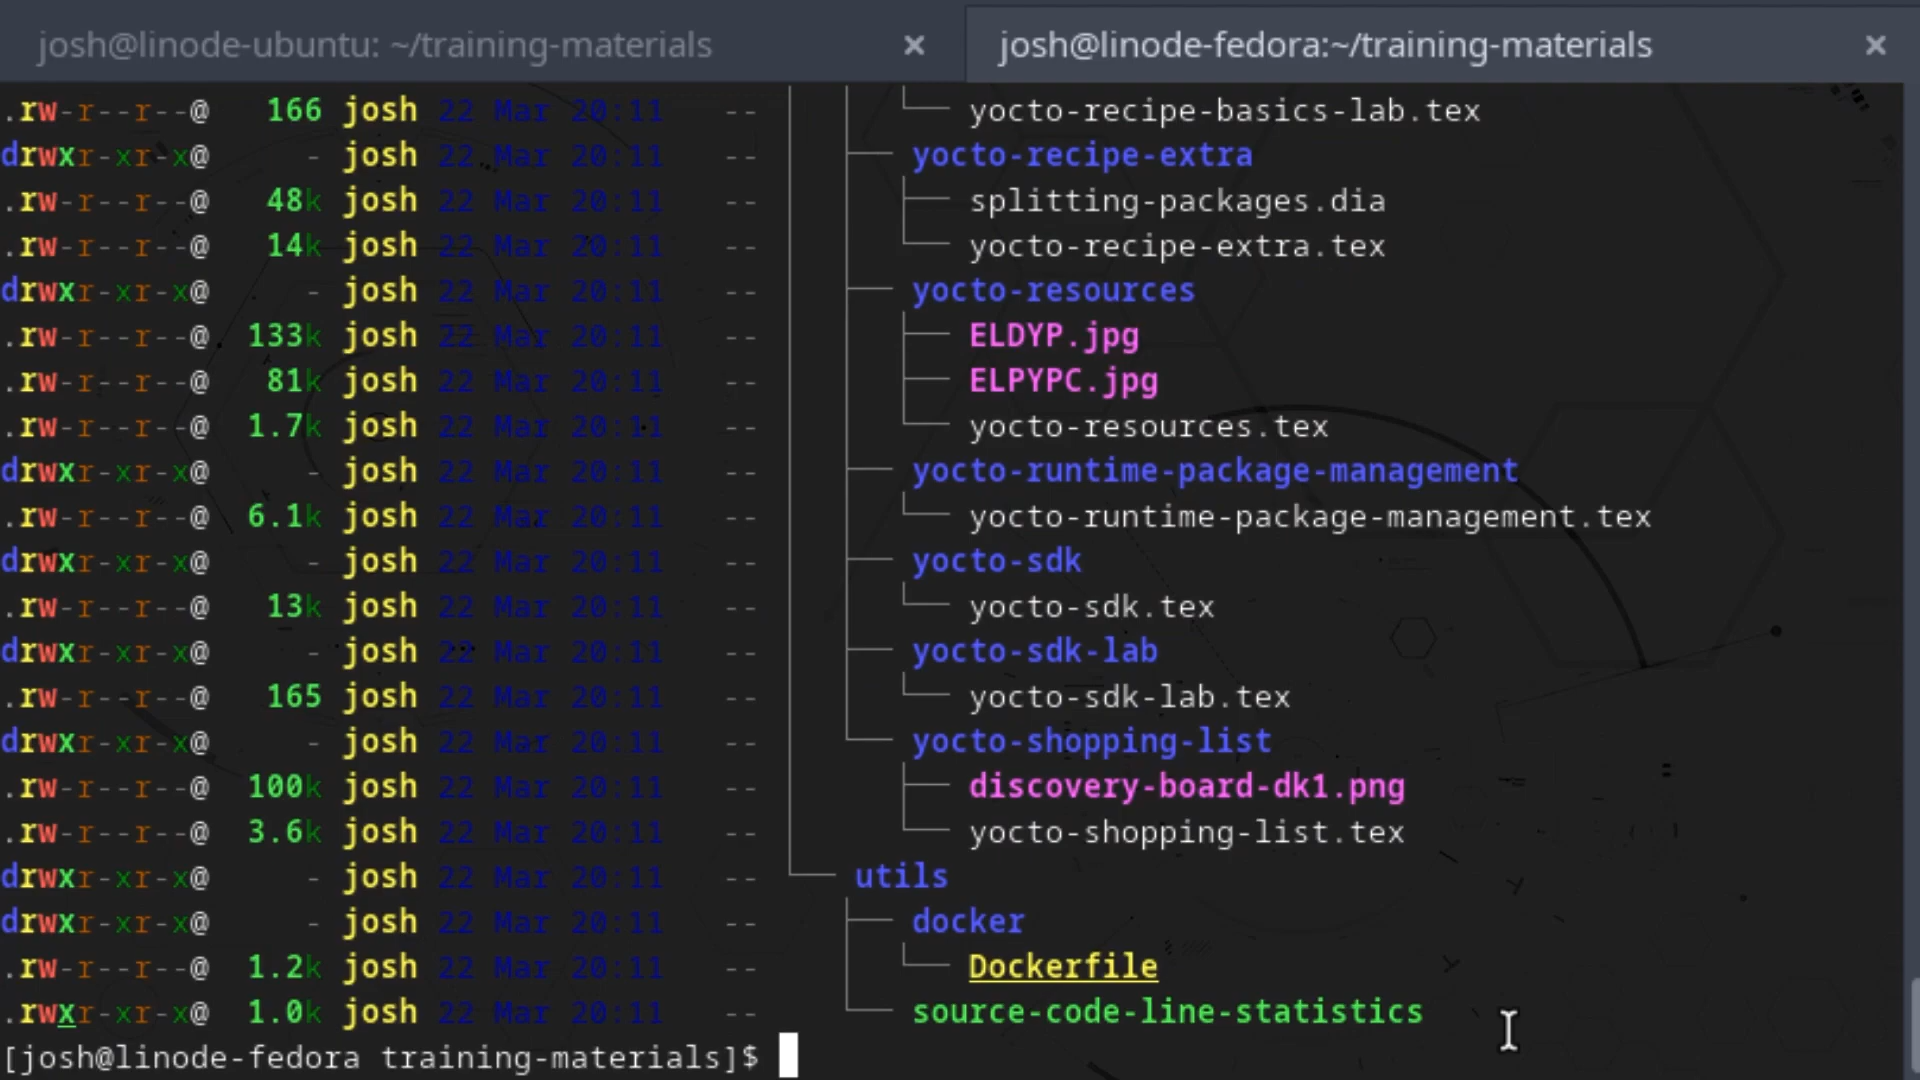 josh@linode-ubuntu: ~/training-materials × josh@linode-fedora:~/training-materials ×
.rw-r--r--@ 166 josh 22 Mar 20:11 -- │ │ └── yocto-recipe-basics-lab.tex
drwxr-xr-x@ - josh 22 Mar 20:11 -- │ ├── yocto-recipe-extra
.rw-r--r--@ 48k josh 22 Mar 20:11 -- │ │ ├── splitting-packages.dia
.rw-r--r--@ 14k josh 22 Mar 20:11 -- │ │ └── yocto-recipe-extra.tex
drwxr-xr-x@ - josh 22 Mar 20:11 -- │ ├── yocto-resources
.rw-r--r--@ 133k josh 22 Mar 20:11 -- │ │ ├── ELDYP.jpg
.rw-r--r--@ 81k josh 22 Mar 20:11 -- │ │ ├── ELPYPC.jpg
.rw-r--r--@ 1.7k josh 22 Mar 20:11 -- │ │ └── yocto-resources.tex
drwxr-xr-x@ - josh 22 Mar 20:11 -- │ ├── yocto-runtime-package-management
.rw-r--r--@ 6.1k josh 22 Mar 20:11 -- │ │ └── yocto-runtime-package-management.tex
drwxr-xr-x@ - josh 22 Mar 20:11 -- │ ├── yocto-sdk
.rw-r--r--@ 13k josh 22 Mar 20:11 -- │ │ └── yocto-sdk.tex
drwxr-xr-x@ - josh 22 Mar 20:11 -- │ ├── yocto-sdk-lab
.rw-r--r--@ 165 josh 22 Mar 20:11 -- │ │ └── yocto-sdk-lab.tex
drwxr-xr-x@ - josh 22 Mar 20:11 -- │ └── yocto-shopping-list
.rw-r--r--@ 100k josh 22 Mar 20:11 -- │ ├── discovery-board-dk1.png
.rw-r--r--@ 3.6k josh 22 Mar 20:11 -- │ └── yocto-shopping-list.tex
drwxr-xr-x@ - josh 22 Mar 20:11 -- └── utils
drwxr-xr-x@ - josh 22 Mar 20:11 -- ├── docker
.rw-r--r--@ 1.2k josh 22 Mar 20:11 -- │ └── Dockerfile
.rwxr-xr-x@ 1.0k josh 22 Mar 20:11 -- └── source-code-line-statistics
[josh@linode-fedora training-materials]$